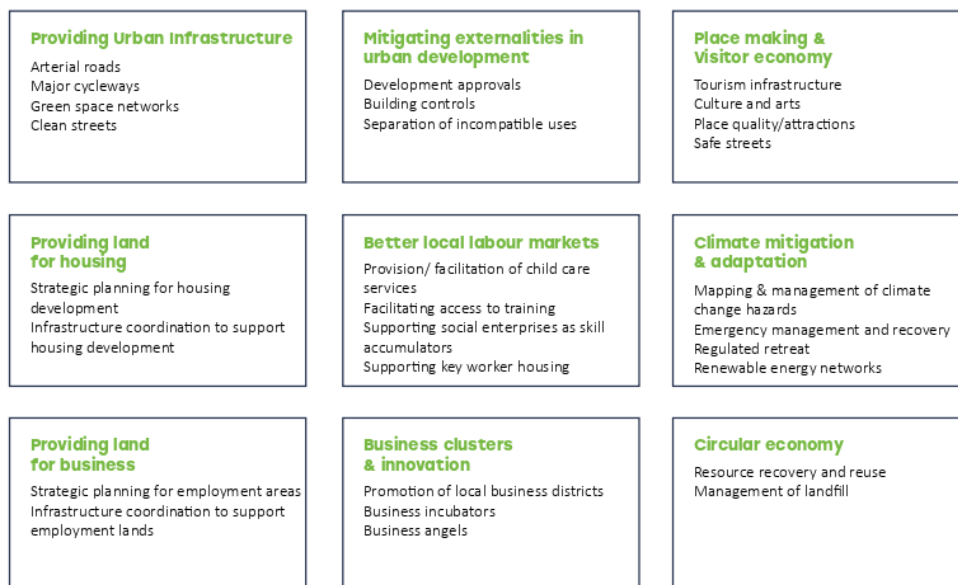 Providing Urban Infrastructure
Arterial roads
Major cycleways
Green space networks
Clean streets
Mitigating externalities in
urban development
Development approvals
Building controls
Separation of incompatible uses
Place making &
Visitor economy
Tourism infrastructure
Culture and arts
Place quality/attractions
Safe streets
Providing land
for housing
Strategic planning for housing
development
Infrastructure coordination to support
housing development
Better local labour markets
Provision/ facilitation of child care
services
Facilitating access to training
Supporting social enterprises as skill
accumulators
Supporting key worker housing
Climate mitigation
& adaptation
Mapping & management of climate
change hazards
Emergency management and recovery
Regulated retreat
Renewable energy networks
Providing land
for business
Strategic planning for employment areas
Infrastructure coordination to support
employment lands
Business clusters
& innovation
Promotion of local business districts
Business incubators
Business angels
Circular economy
Resource recovery and reuse
Management of landfill